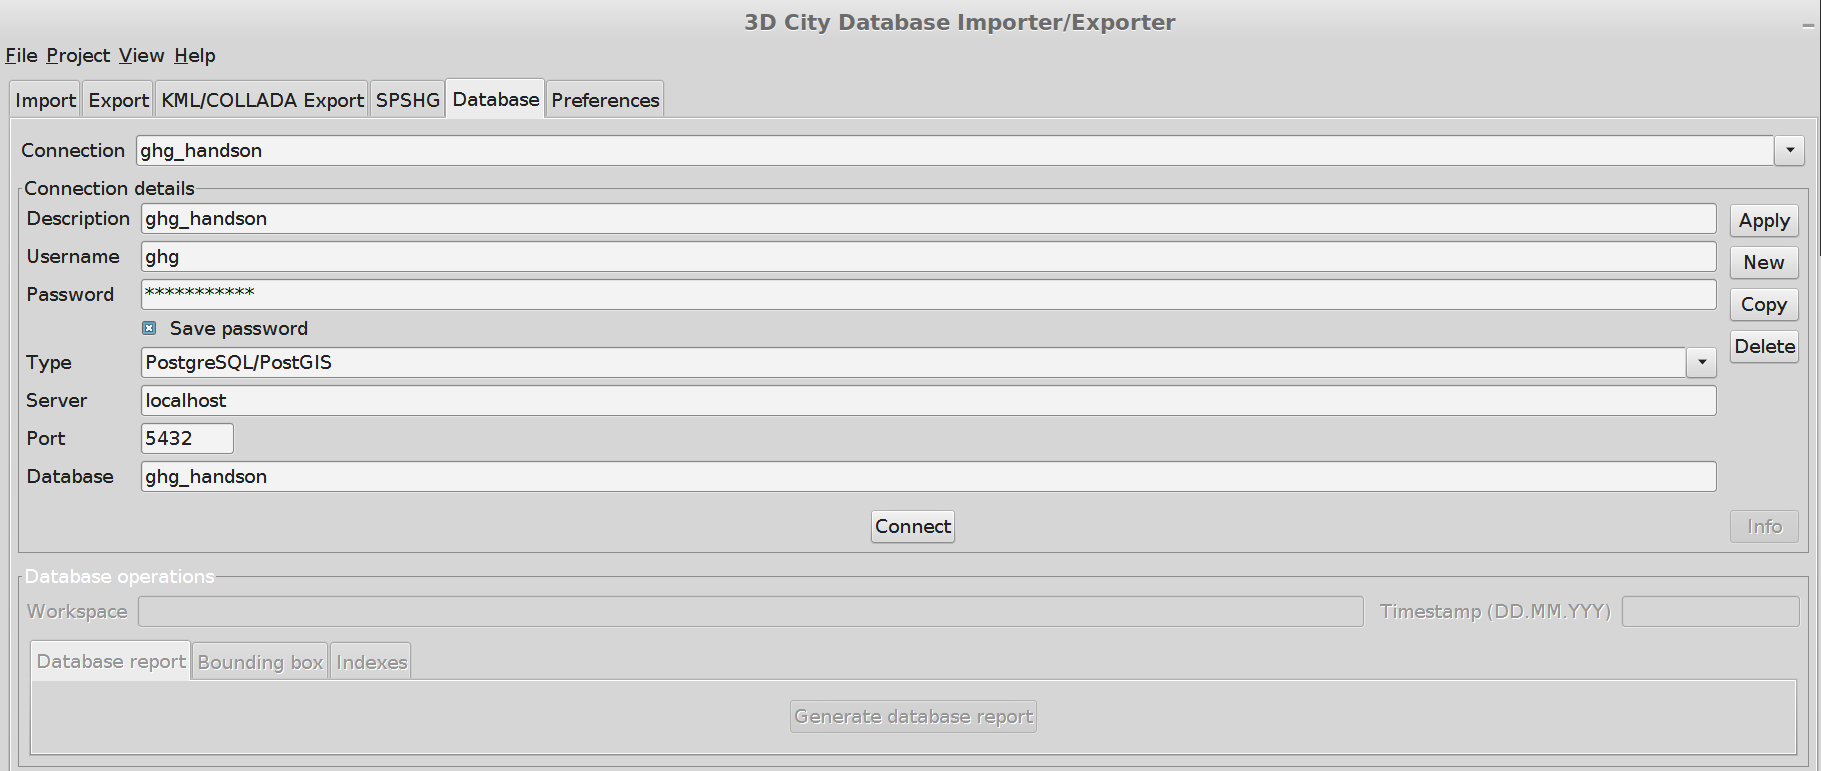 3D City Database Importer/Exporter
File Project View Help
Import Export KML/COLLADA Export SPSHG Database Preferences
Connection ghg_handson
Connection details
Description ghg_handson Apply
Username ghg New
Password *********** Copy
Save password
Type PostgreSQL/PostGIS Delete
Server localhost
Port 5432
Database ghg_handson
Connect Info
Database operations
Workspace Timestamp (DD.MM.YYY)
Database report Bounding box Indexes
Generate database report